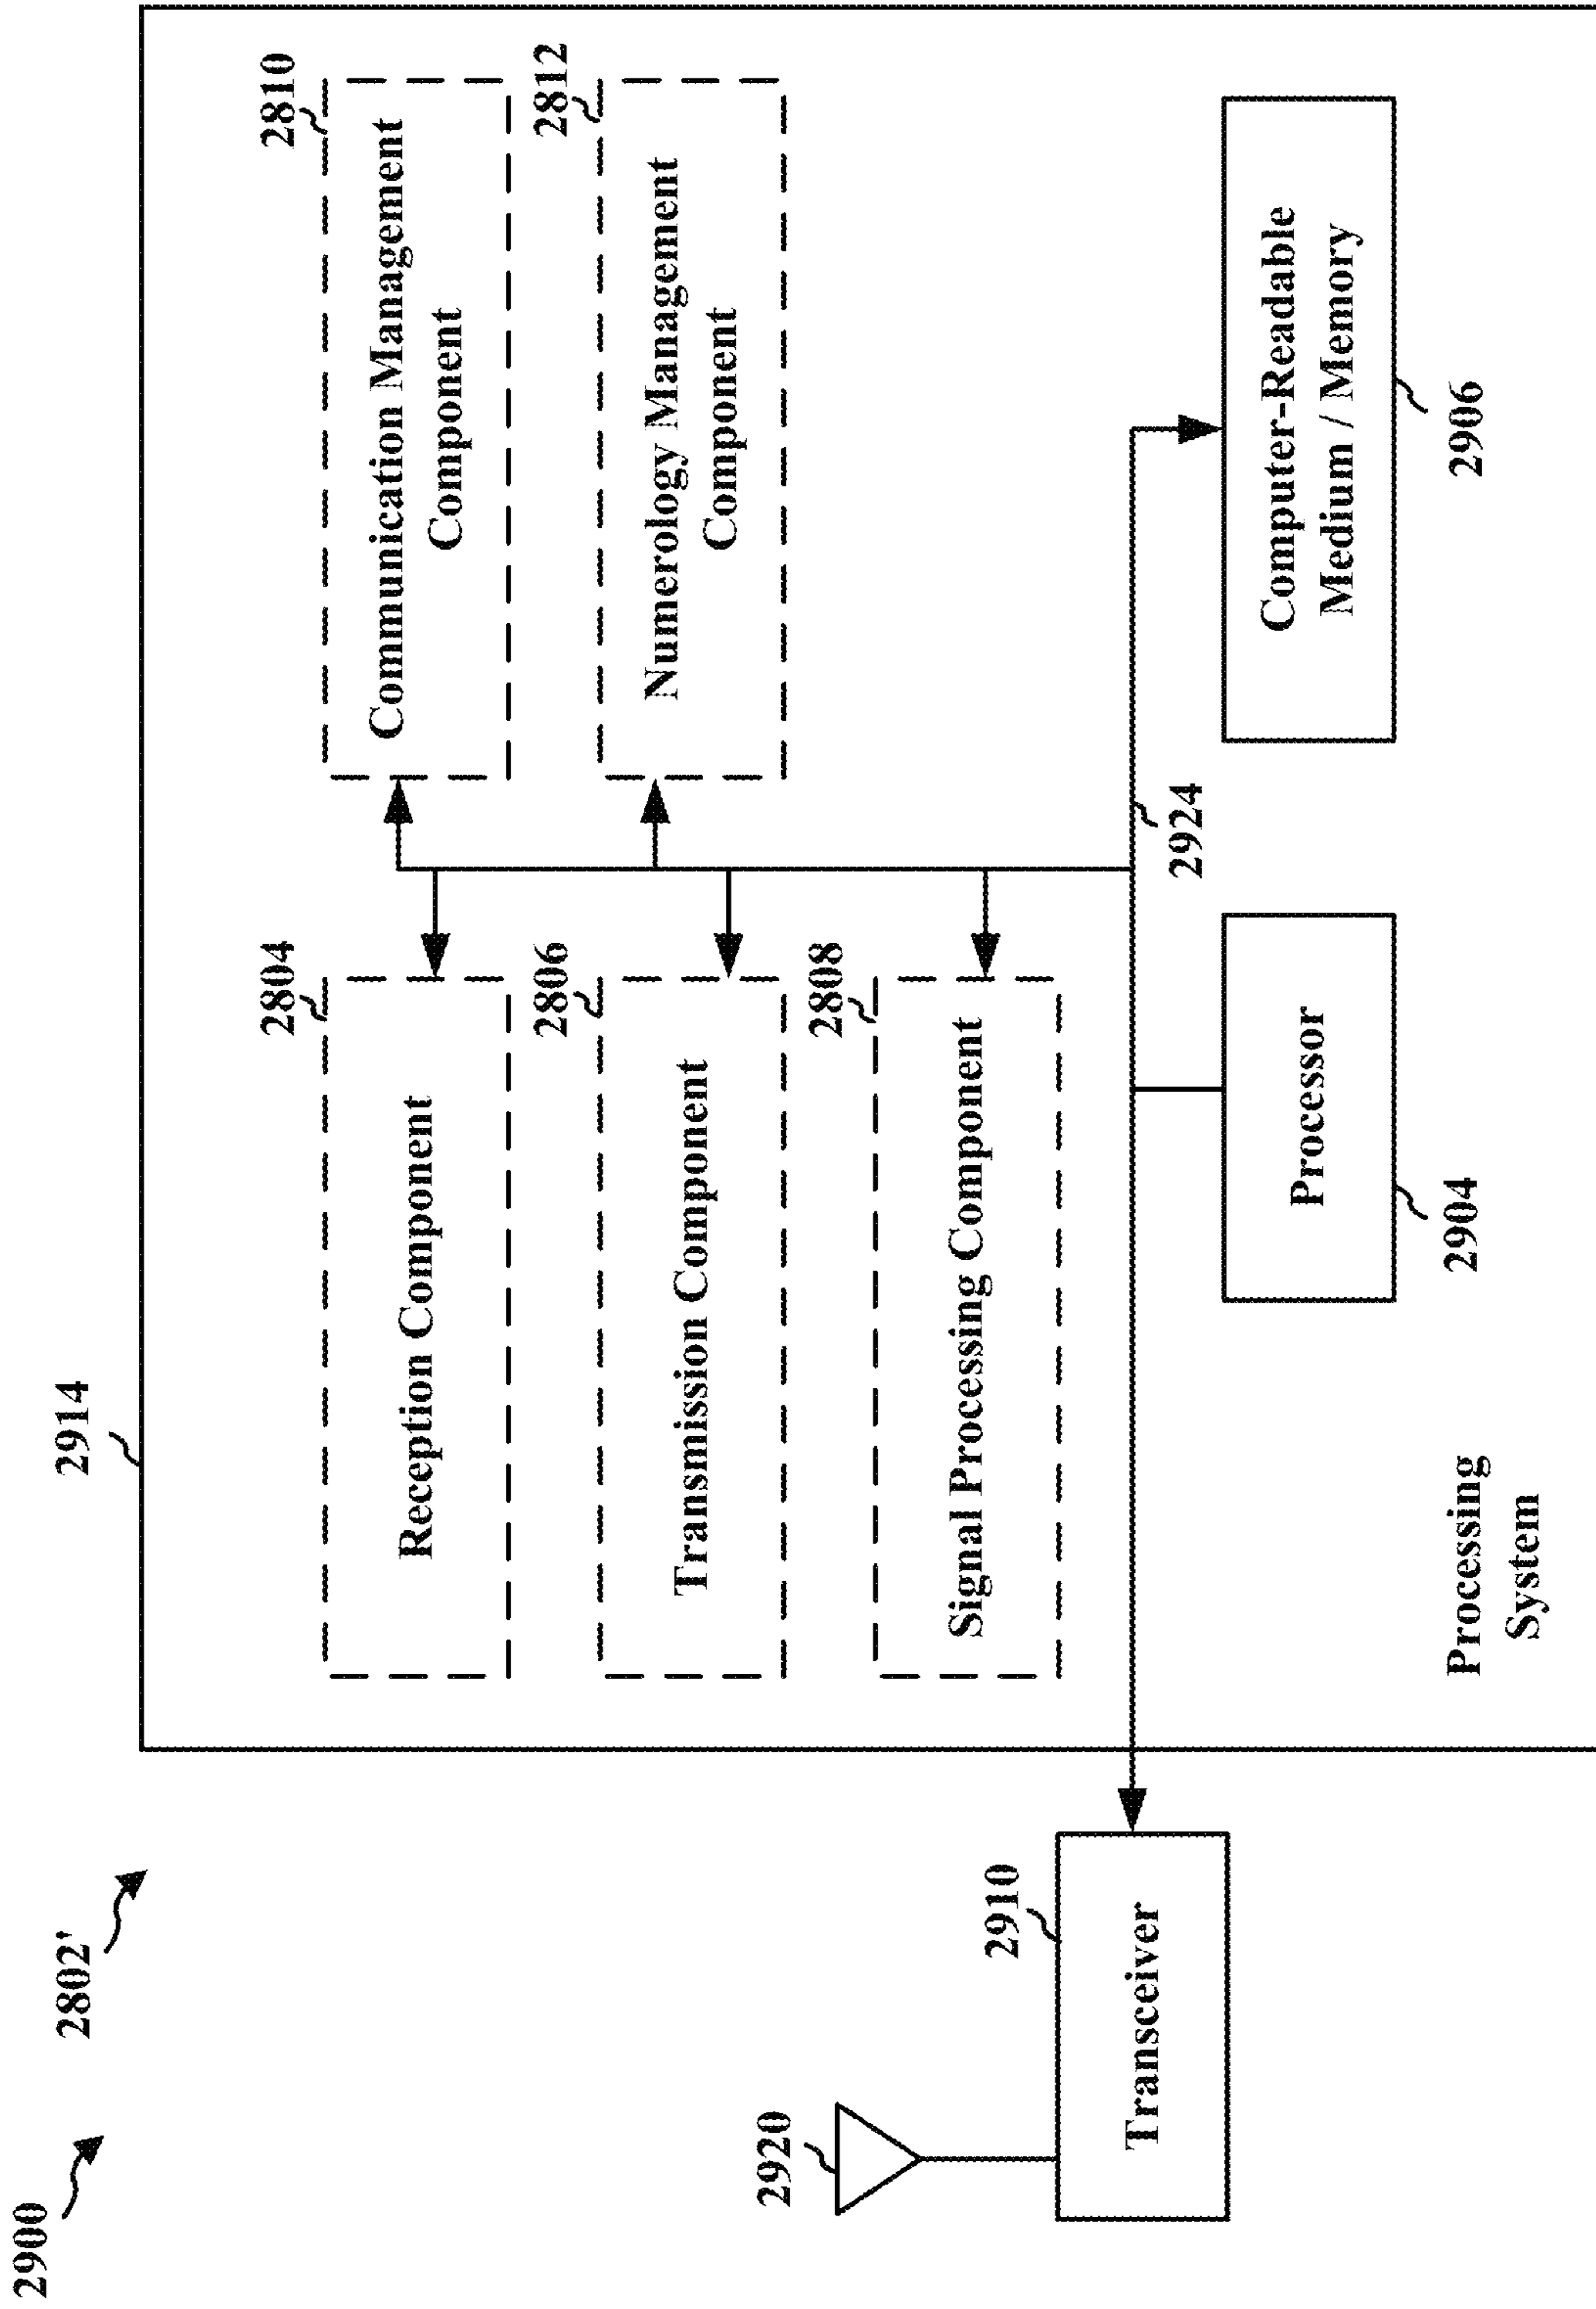 2900
2802'
2914
2804
Reception Component
2810
Communication Management
Component
2806
Transmission Component
2812
Numerology Management
Component
2808
Signal Processing Component
2920
2910
Transceiver
2924
Processor
2904
Computer-Readable
Medium / Memory
2906
Processing
System